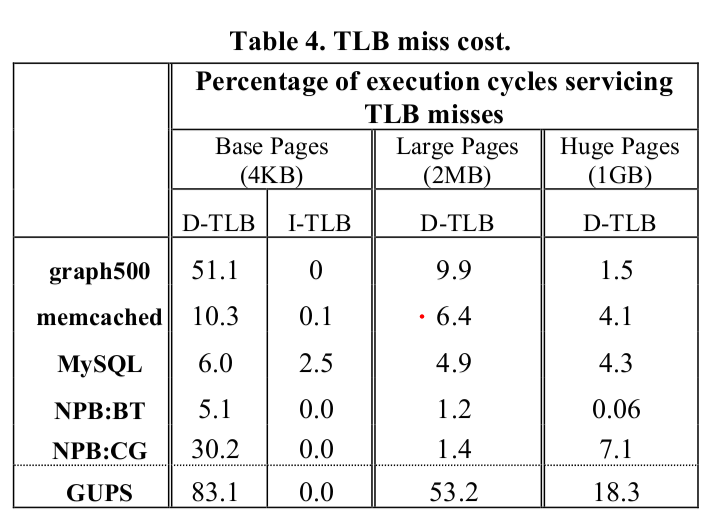 Table 4. TLB miss cost.
Percentage of execution cycles servicing
TLB misses
Base Pages (4KB) Large Pages (2MB) Huge Pages (1GB)
D-TLB I-TLB D-TLB D-TLB
graph500 51.1 0 9.9 1.5
memcached 10.3 0.1 6.4 4.1
MySQL 6.0 2.5 4.9 4.3
NPB:BT 5.1 0.0 1.2 0.06
NPB:CG 30.2 0.0 1.4 7.1
GUPS 83.1 0.0 53.2 18.3